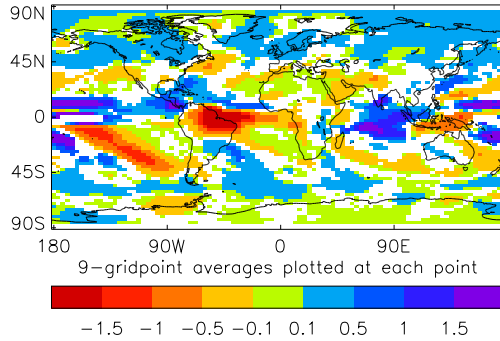 90N
45N
0
45S
90S
180 90W 0 90E
9−gridpoint averages plotted at each point
−1.5 −1 −0.5 −0.1 0.1 0.5 1 1.5